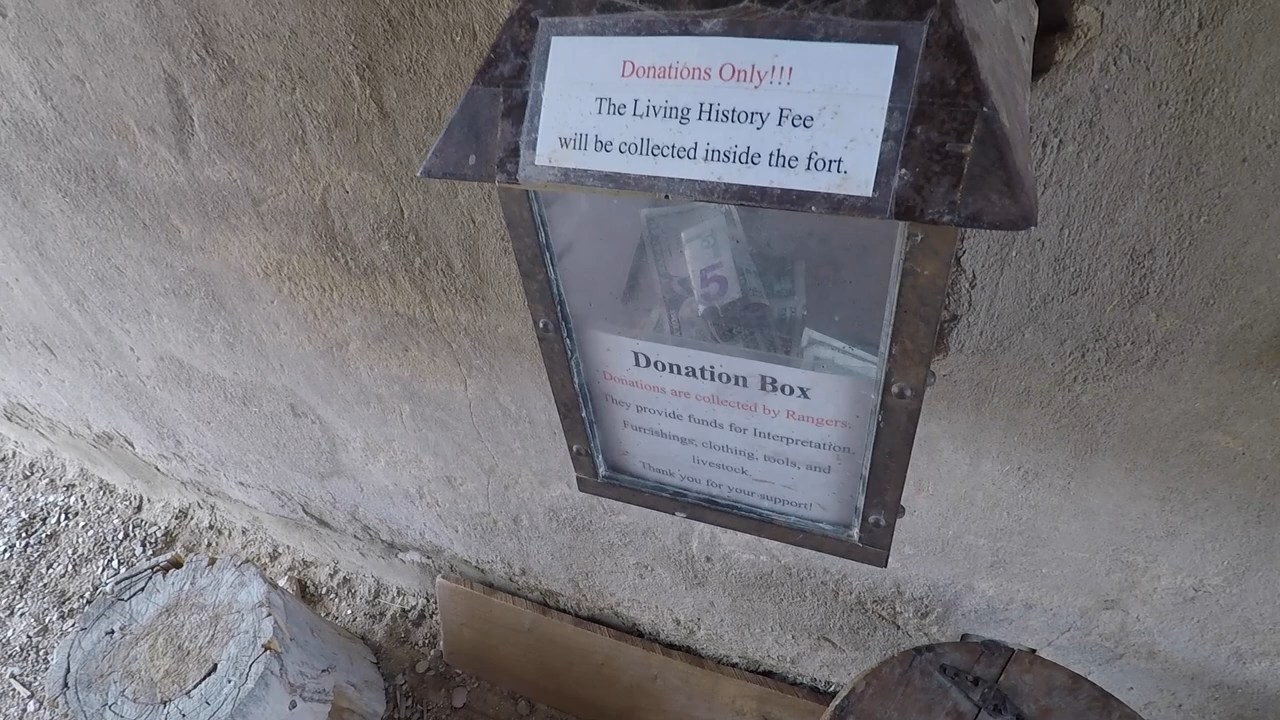 Donations Only!!!
The Living History Fee
will be collected inside the fort.
5
Donation Box
Donations are collected by Rangers.
They provide funds for Interpretation.
Furnishings, clothing, tools, and
livestock.
Thank you for your support!